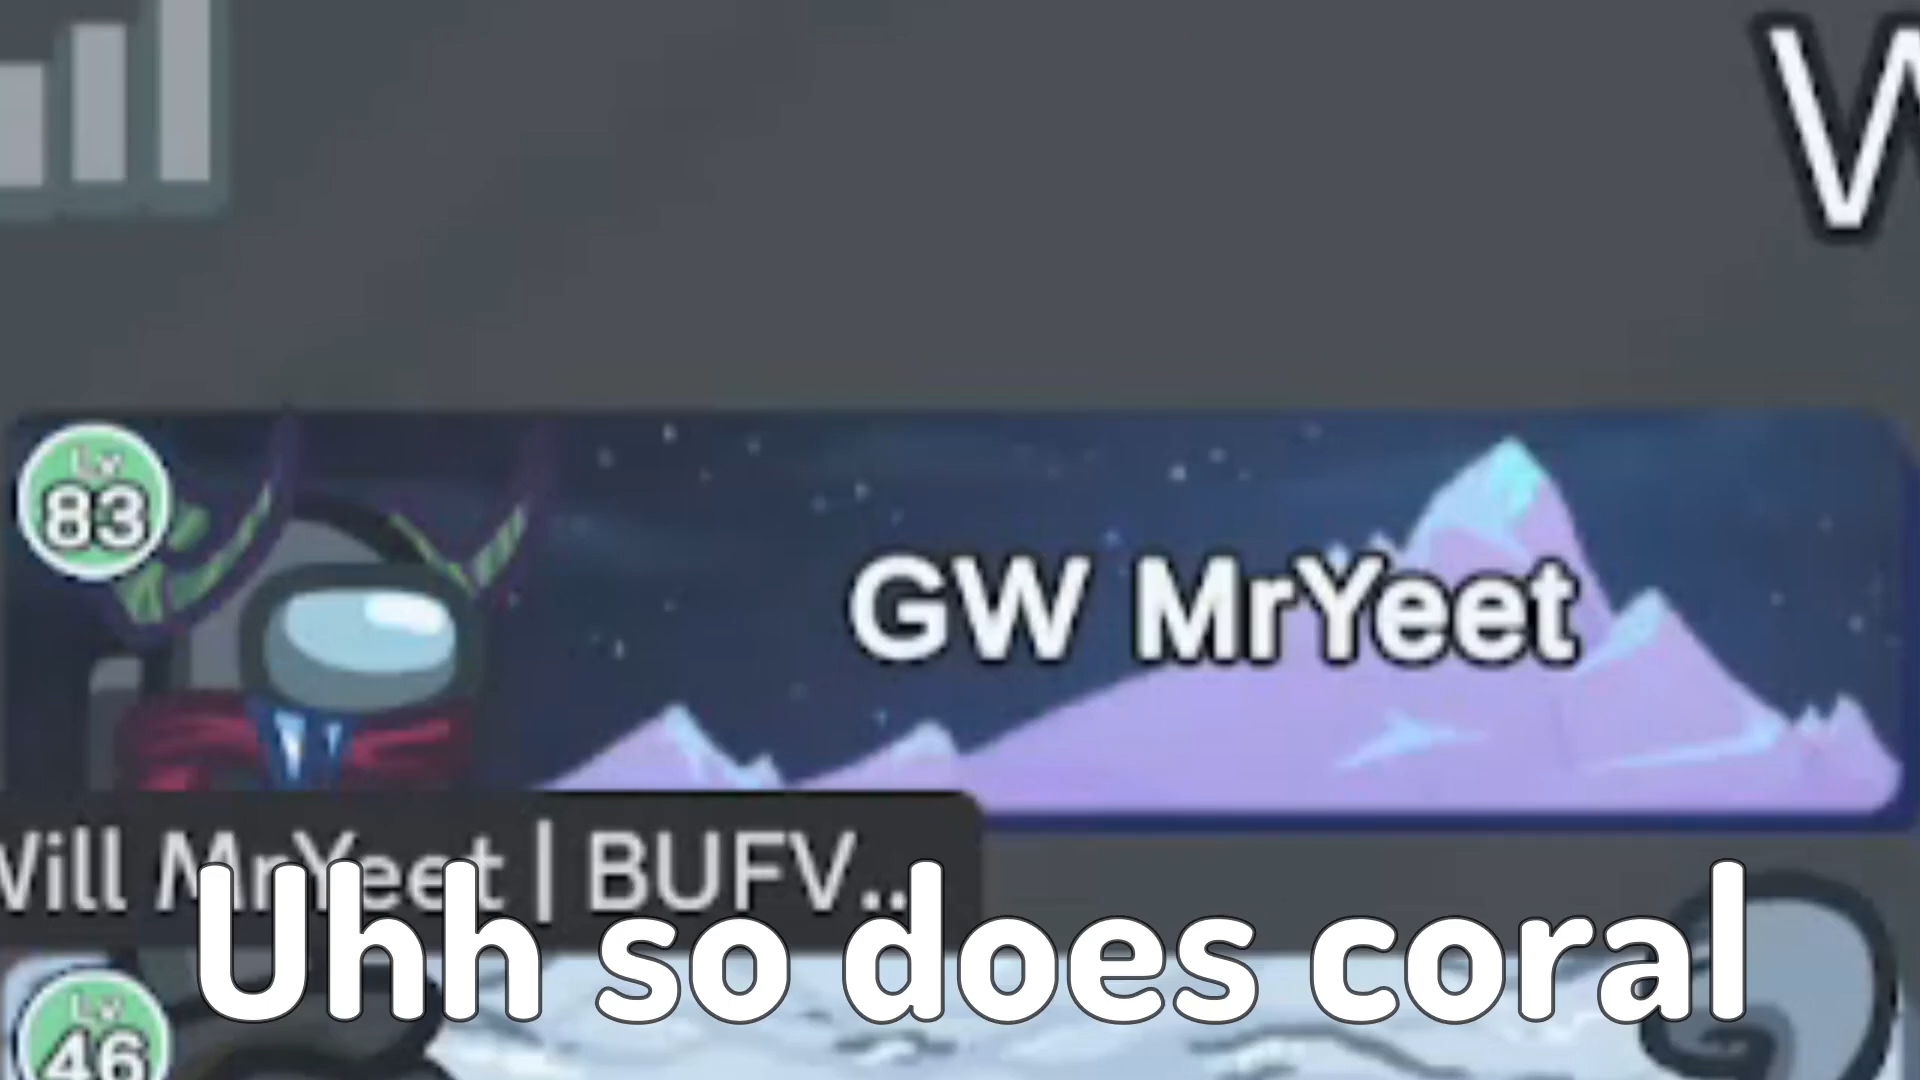 W
Lv
83
GW MrYeet
Will MrYeet | BUFV..
Uhh so does coral
Lv
46